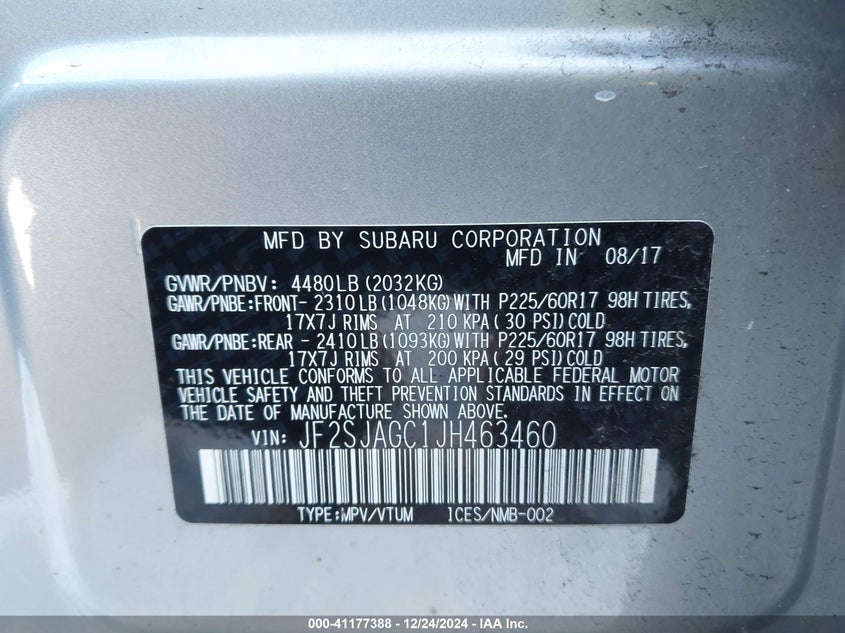 MFD BY SUBARU CORPORATION
MFD IN 08/17
GVWR/PNBV: 4480LB (2032KG)
GAWR/PNBE:FRONT- 2310LB (1048KG) WITH P225/60R17 98H TIRES,
17X7J RIMS AT 210 KPA (30 PSI) COLD
GAWR/PNBE:REAR - 2410LB (1093KG) WITH P225/60R17 98H TIRES,
17X7J RIMS AT 200 KPA (29 PSI) COLD
THIS VEHICLE CONFORMS TO ALL APPLICABLE FEDERAL MOTOR
VEHICLE SAFETY AND THEFT PREVENTION STANDARDS IN EFFECT ON
THE DATE OF MANUFACTURE SHOWN ABOVE.
VIN: JF2SJAGC1JH463460
TYPE:MPV/VTUM ICES/NMB-002
000-41177388 - 12/24/2024 - IAA Inc.